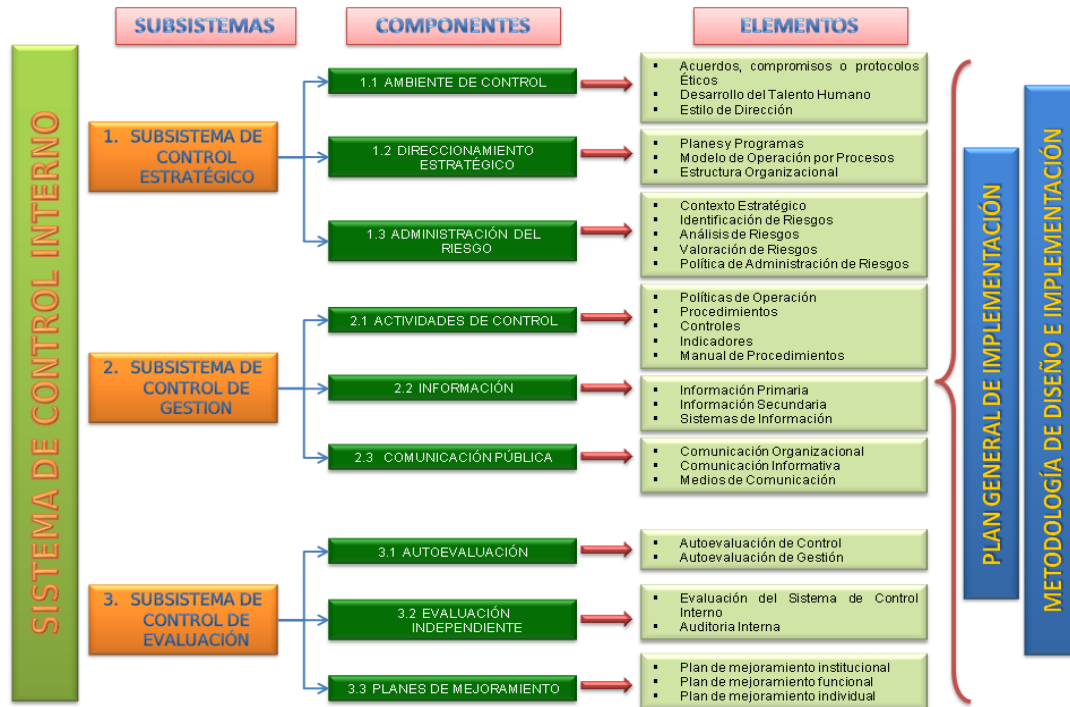 SUBSISTEMAS
COMPONENTES
ELEMENTOS
SISTEMA DE CONTROL INTERNO
1. SUBSISTEMA DE
CONTROL
ESTRATÉGICO
1.1 AMBIENTE DE CONTROL
▪ Acuerdos, compromisos o protocolos
Éticos
▪ Desarrollo del Talento Humano
▪ Estilo de Dirección
1.2 DIRECCIONAMIENTO
ESTRATÉGICO
▪ Planes y Programas
▪ Modelo de Operación por Procesos
▪ Estructura Organizacional
1.3 ADMINISTRACIÓN DEL
RIESGO
▪ Contexto Estratégico
▪ Identificación de Riesgos
▪ Análisis de Riesgos
▪ Valoración de Riesgos
▪ Política de Administración de Riesgos
2. SUBSISTEMA DE
CONTROL DE
GESTION
2.1 ACTIVIDADES DE CONTROL
▪ Políticas de Operación
▪ Procedimientos
▪ Controles
▪ Indicadores
▪ Manual de Procedimientos
2.2 INFORMACIÓN
▪ Información Primaria
▪ Información Secundaria
▪ Sistemas de Información
2.3 COMUNICACIÓN PÚBLICA
▪ Comunicación Organizacional
▪ Comunicación Informativa
▪ Medios de Comunicación
3. SUBSISTEMA DE
CONTROL DE
EVALUACIÓN
3.1 AUTOEVALUACIÓN
▪ Autoevaluación de Control
▪ Autoevaluación de Gestión
3.2 EVALUACIÓN
INDEPENDIENTE
▪ Evaluación del Sistema de Control
Interno
▪ Auditoria Interna
3.3 PLANES DE MEJORAMIENTO
▪ Plan de mejoramiento institucional
▪ Plan de mejoramiento funcional
▪ Plan de mejoramiento individual
PLAN GENERAL DE IMPLEMENTACIÓN
METODOLOGÍA DE DISEÑO E IMPLEMENTACIÓN